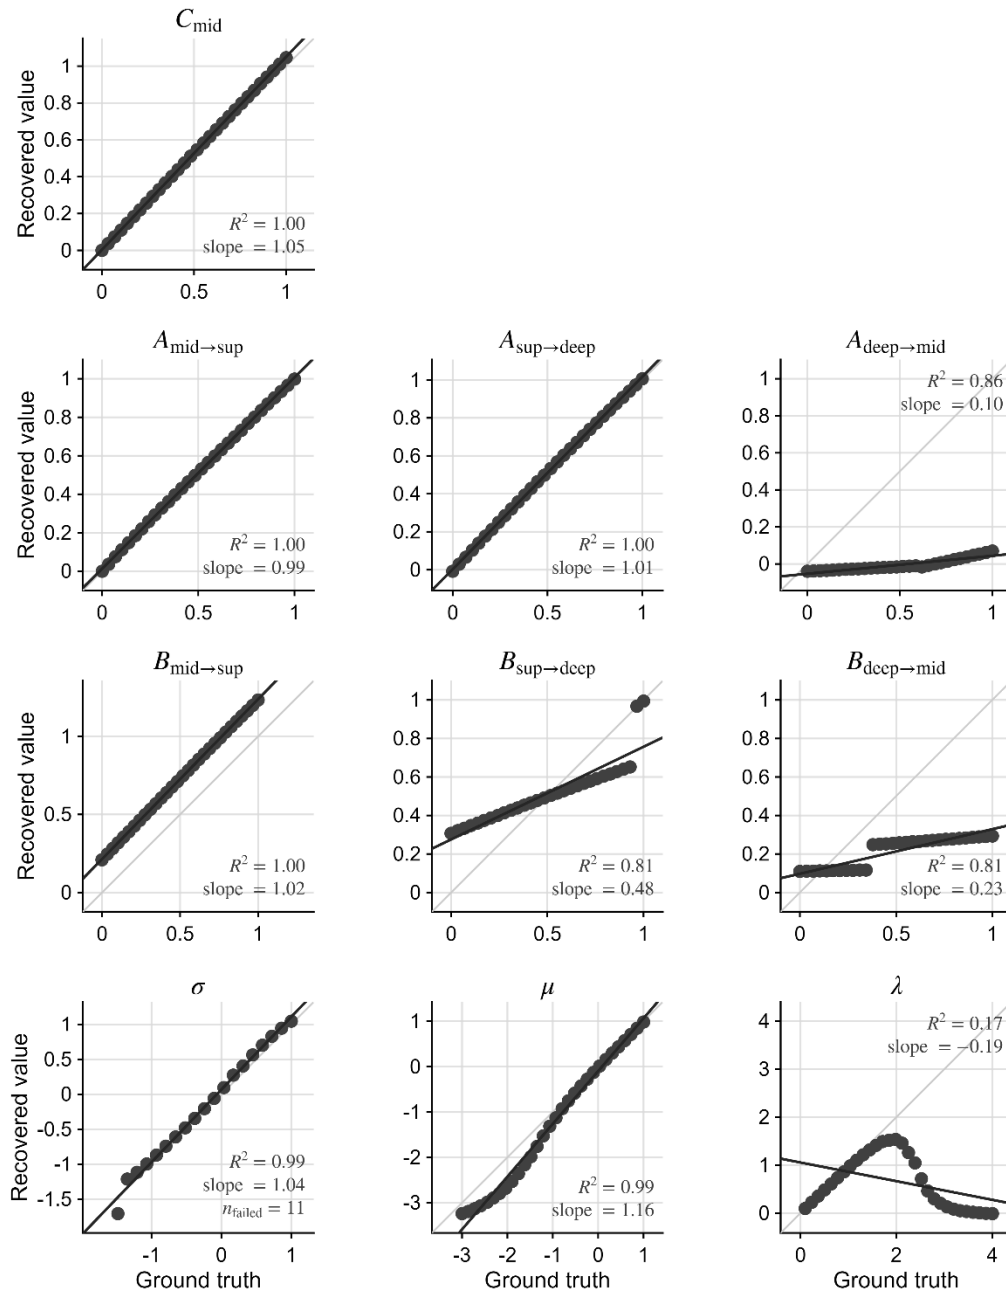 C_mid
Recovered value
1
0.8
0.6
0.4
0.2
0
R² = 1.00
slope = 1.05
0 0.5 1
A_mid→sup
Recovered value
1
0.8
0.6
0.4
0.2
0
R² = 1.00
slope = 0.99
0 0.5 1
A_sup→deep
1
0.8
0.6
0.4
0.2
0
R² = 1.00
slope = 1.01
0 0.5 1
A_deep→mid
1
0.8
0.6
0.4
0.2
0
R² = 0.86
slope = 0.10
0 0.5 1
B_mid→sup
Recovered value
1
0.5
0
R² = 1.00
slope = 1.02
0 0.5 1
B_sup→deep
1
0.8
0.6
0.4
0.2
0
R² = 0.81
slope = 0.48
0 0.5 1
B_deep→mid
1
0.8
0.6
0.4
0.2
0
R² = 0.81
slope = 0.23
0 0.5 1
σ
Recovered value
1
0.5
0
-0.5
-1
-1.5
R² = 0.99
slope = 1.04
n_failed = 11
-1 0 1
Ground truth
μ
1
0
-1
-2
-3
R² = 0.99
slope = 1.16
-3 -2 -1 0 1
Ground truth
λ
4
3
2
1
0
R² = 0.17
slope = −0.19
0 2 4
Ground truth